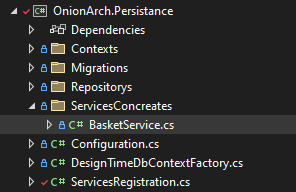 OnionArch.Persistance
Dependencies
Contexts
Migrations
Repositorys
ServicesConcreates
C# BasketService.cs
C# Configuration.cs
C# DesignTimeDbContextFactory.cs
C# ServicesRegistration.cs